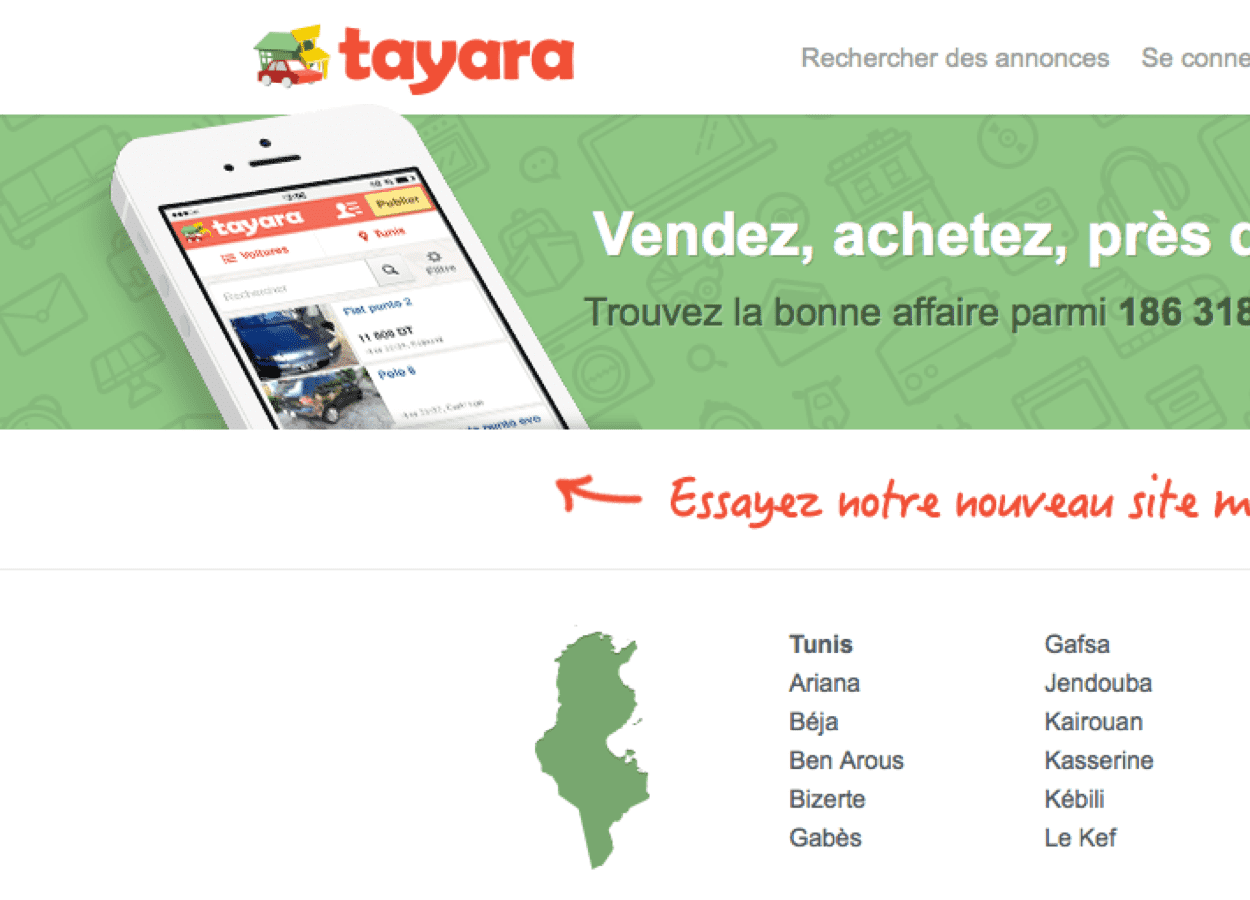 tayara
Rechercher des annonces
Se conne
tayara
Publier
Voitures
Tunis
Rechercher
Filtre
Fiat punto 2
11 800 DT
Polo 6
punto evo
Vendez, achetez, près d
Trouvez la bonne affaire parmi 186 318
Essayez notre nouveau site m
Tunis
Ariana
Béja
Ben Arous
Bizerte
Gabès
Gafsa
Jendouba
Kairouan
Kasserine
Kébili
Le Kef